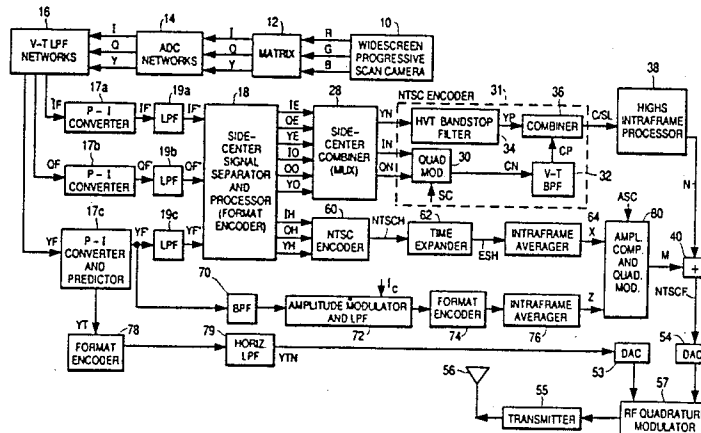 16
14
12
10
V-T LPF NETWORKS
I
Q
Y
ADC NETWORKS
I
Q
Y
MATRIX
R
G
B
WIDESCREEN PROGRESSIVE SCAN CAMERA
IF
QF
YF
17a
P-I CONVERTER
IF'
19a
LPF
IF"
17b
P-I CONVERTER
QF'
19b
LPF
QF"
17c
P-I CONVERTER AND PREDICTOR
YF'
19c
LPF
YF"
18
SIDE-CENTER SIGNAL SEPARATOR AND PROCESSOR (FORMAT ENCODER)
IE
QE
YE
IO
QO
YO
IH
QH
YH
28
SIDE-CENTER COMBINER (MUX)
YN
IN
QN
NTSC ENCODER
31
HVT BANDSTOP FILTER
34
YP
36
COMBINER
C/SL
38
HIGHS INTRAFRAME PROCESSOR
QUAD MOD.
30
SC
CN
CP
V-T BPF
32
N
60
NTSC ENCODER
NTSCH
62
TIME EXPANDER
ESH
INTRAFRAME AVERAGER
64
X
ASC
80
AMPL. COMP. AND QUAD. MOD.
M
40
+
NTSCF
70
BPF
fc
AMPLITUDE MODULATOR AND LPF
72
FORMAT ENCODER
74
INTRAFRAME AVERAGER
76
Z
YT
78
FORMAT ENCODER
79
HORIZ LPF
YTN
DAC
53
54
DAC
56
55
TRANSMITTER
57
RF QUADRATURE MODULATOR